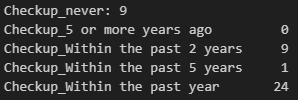 Checkup_never: 9
Checkup_5 or more years ago 0
Checkup_Within the past 2 years 9
Checkup_Within the past 5 years 1
Checkup_Within the past year 24